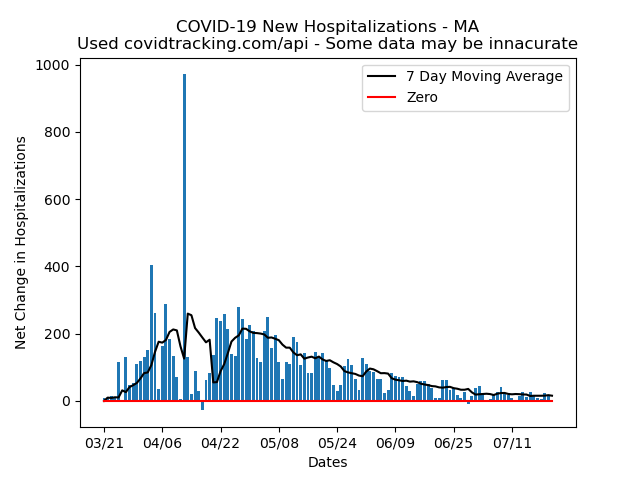 COVID-19 New Hospitalizations - MA
Used covidtracking.com/api - Some data may be innacurate
7 Day Moving Average
Zero
Net Change in Hospitalizations
1000
800
600
400
200
0
03/21 04/06 04/22 05/08 05/24 06/09 06/25 07/11
Dates